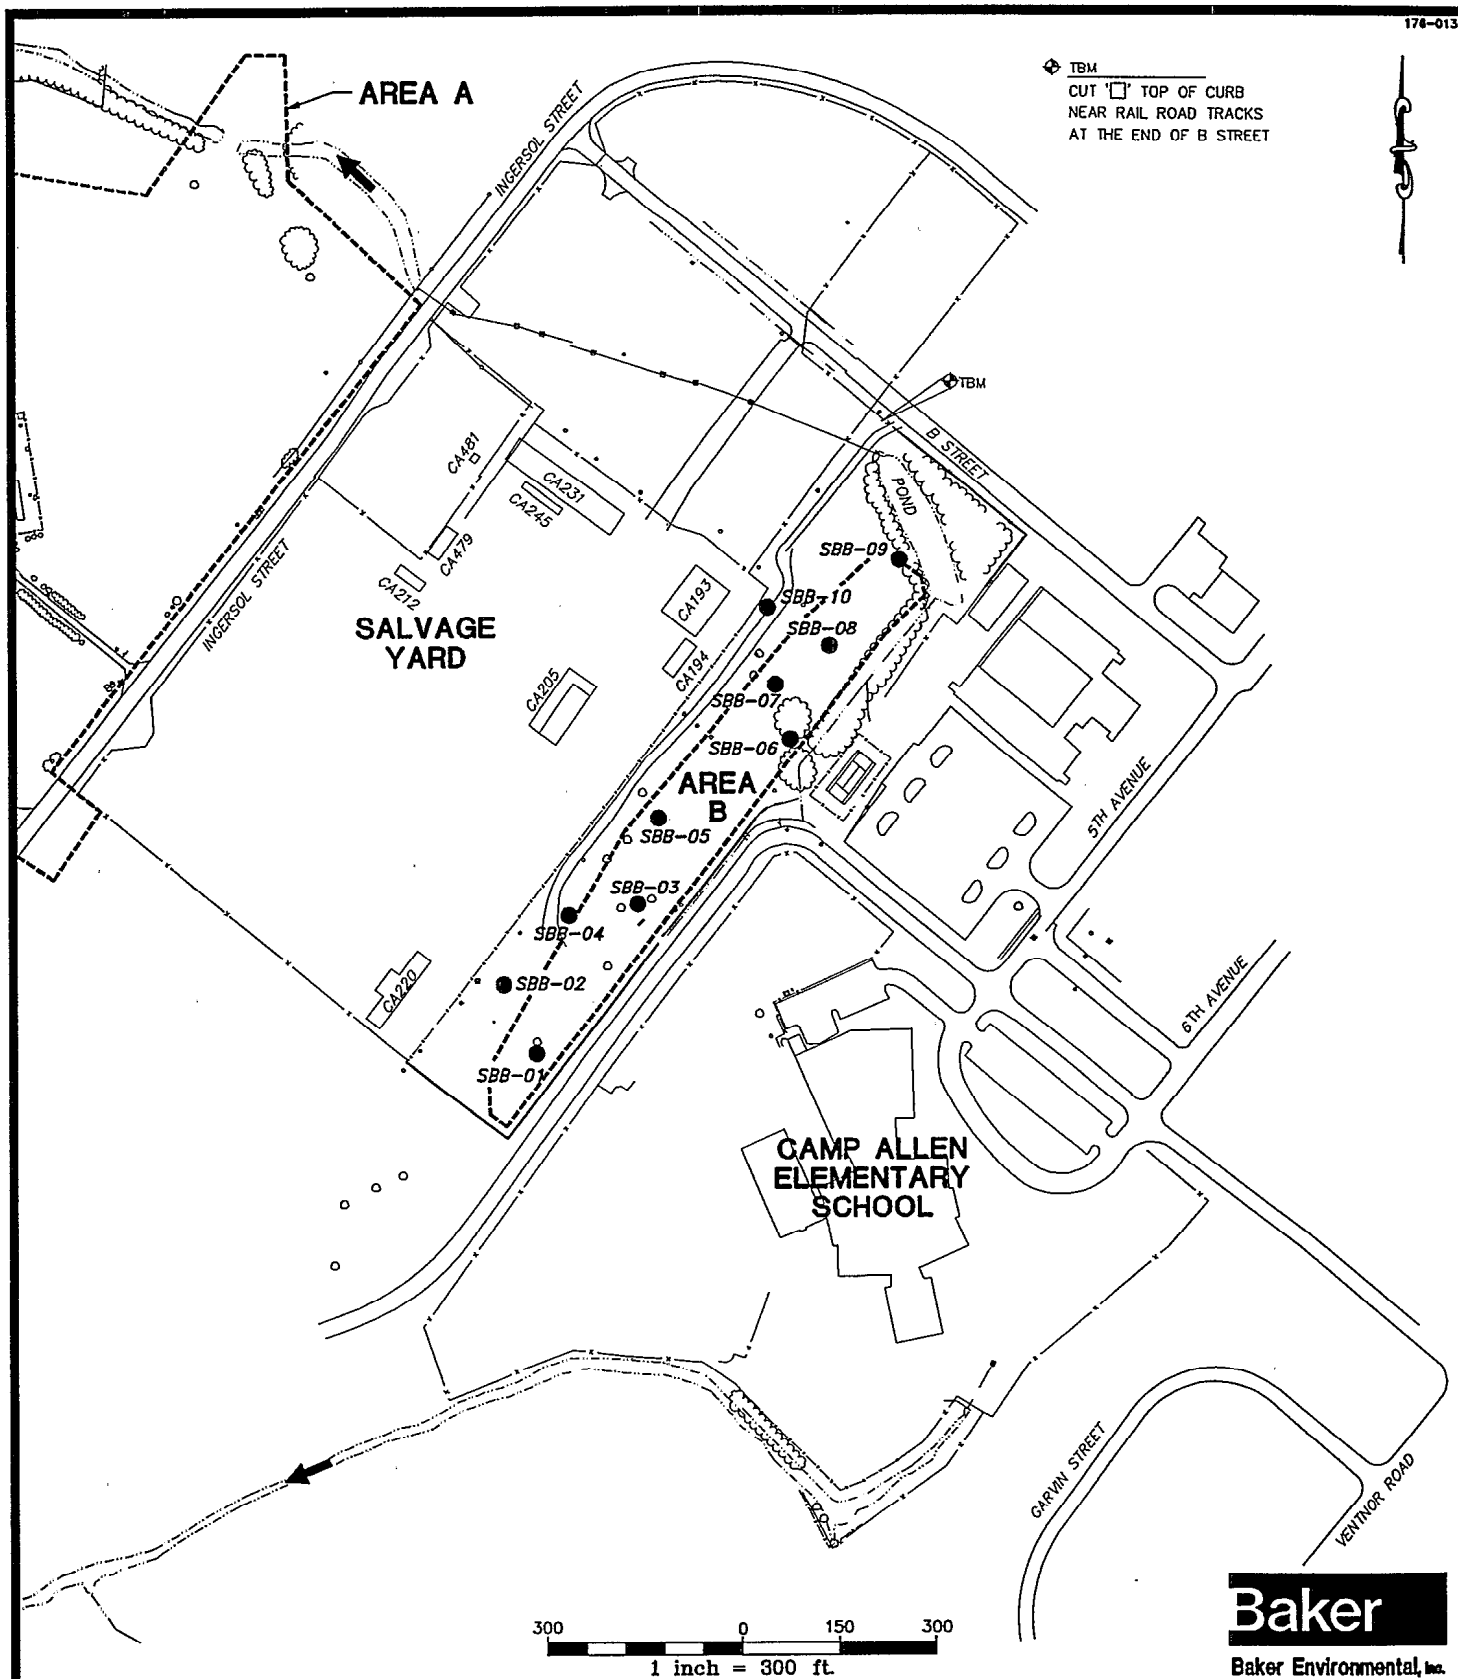 176-013
TBM
CUT '□' TOP OF CURB
NEAR RAIL ROAD TRACKS
AT THE END OF B STREET
AREA A
INGERSOL STREET
TBM
B STREET
POND
CA481
CA231
CA245
CA479
CA212
INGERSOL STREET
SALVAGE
YARD
CA193
CA194
CA205
SBB-09
SBB-10
SBB-08
SBB-07
SBB-06
AREA
B
SBB-05
SBB-03
SBB-04
SBB-02
SBB-01
CA220
5TH AVENUE
6TH AVENUE
CAMP ALLEN
ELEMENTARY
SCHOOL
GARVIN STREET
VENTNOR ROAD
300 0 150 300
1 inch = 300 ft.
Baker
Baker Environmental, Inc.